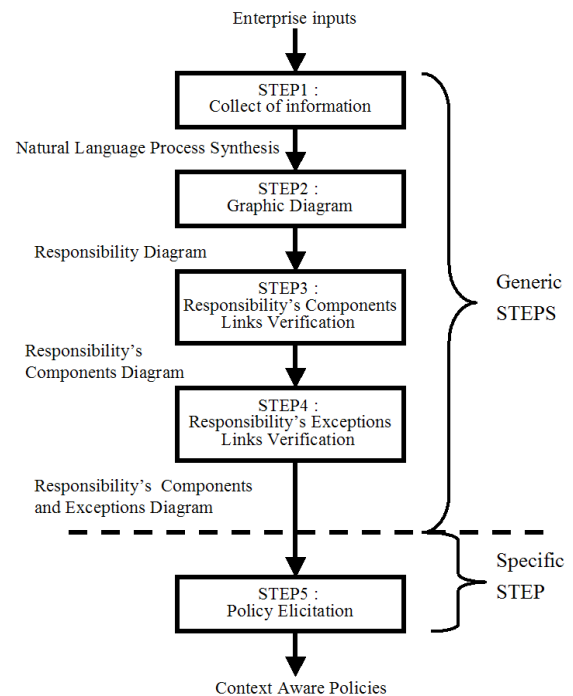 Enterprise inputs
STEP1 :
Collect of information
Natural Language Process Synthesis
STEP2 :
Graphic Diagram
Responsibility Diagram
STEP3 :
Responsibility's Components
Links Verification
Generic
STEPS
Responsibility's
Components Diagram
STEP4 :
Responsibility's Exceptions
Links Verification
Responsibility's  Components
and Exceptions Diagram
Specific
STEP
STEP5 :
Policy Elicitation
Context Aware Policies